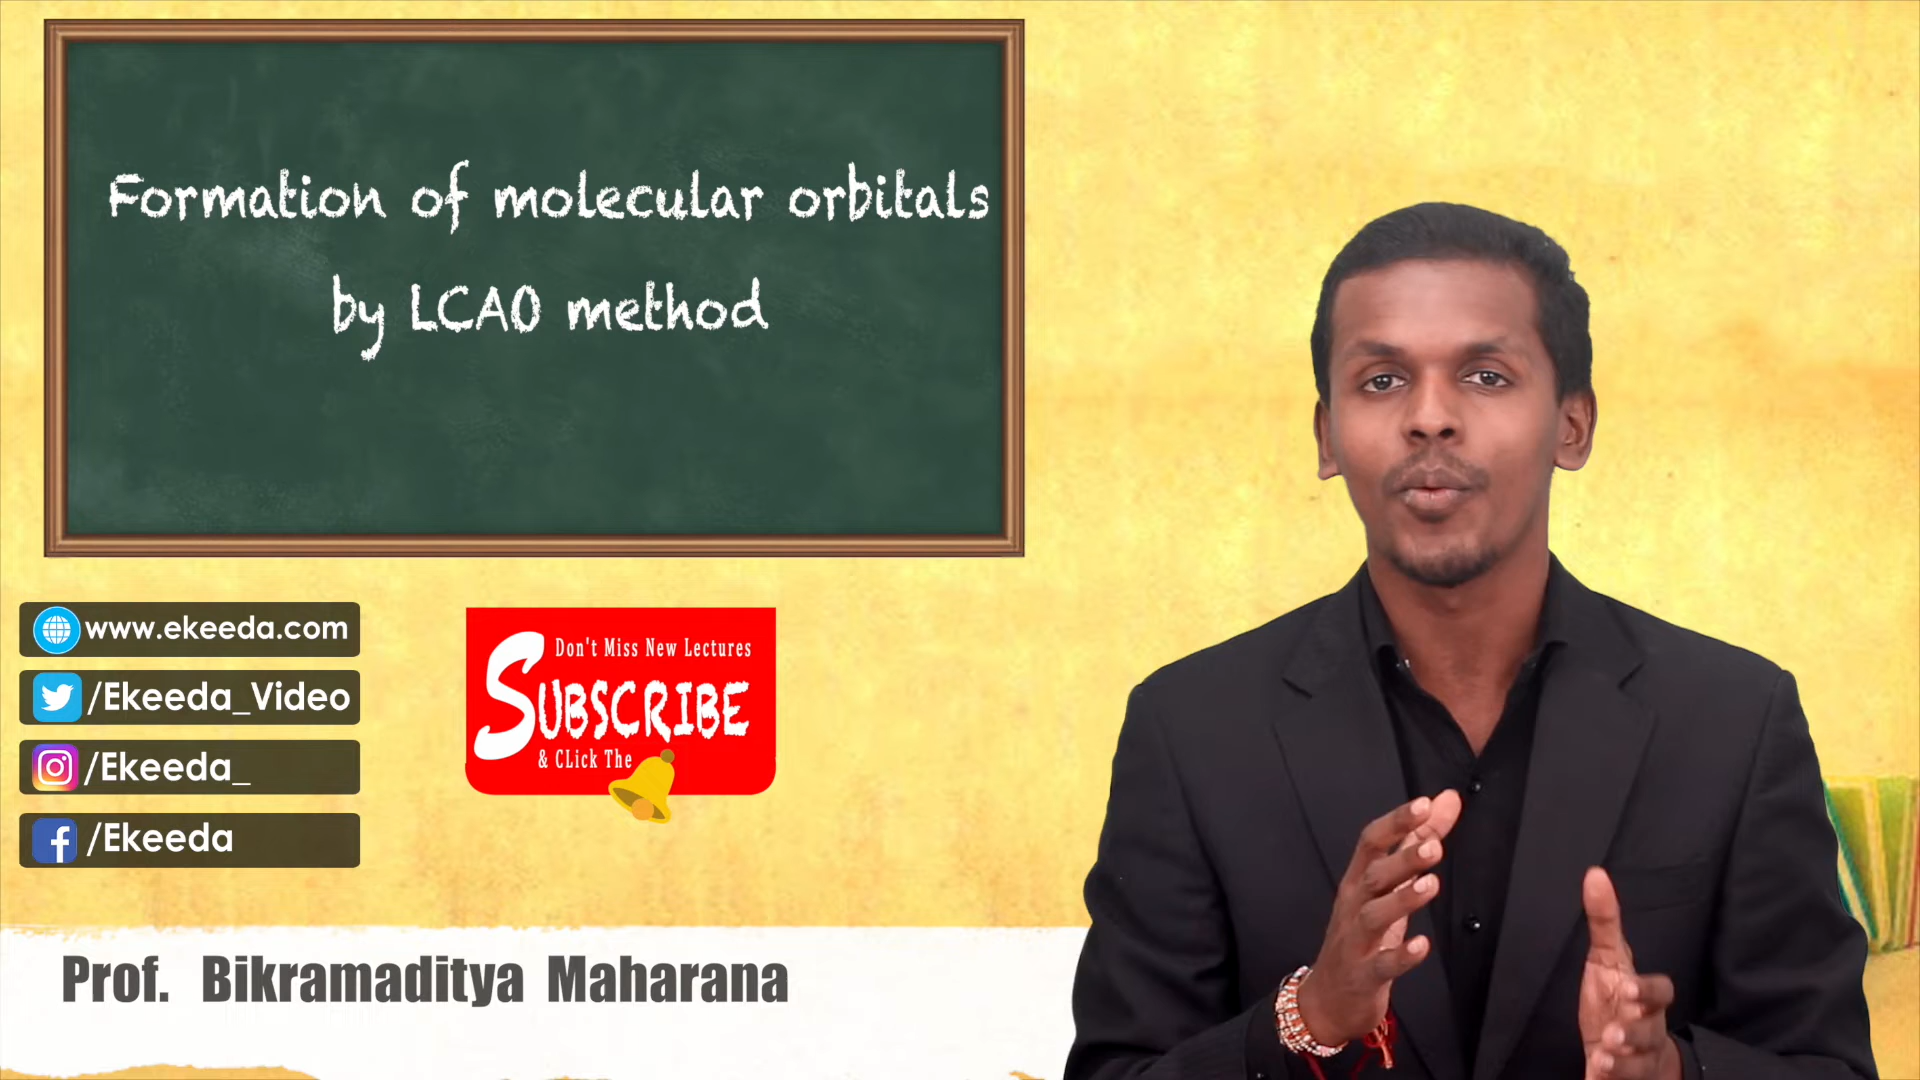 Formation of molecular orbitals
by LCAO method
www.ekeeda.com
/Ekeeda_Video
/Ekeeda_
/Ekeeda
Don't Miss New Lectures
SUBSCRIBE
& CLick The
Prof. Bikramaditya Maharana